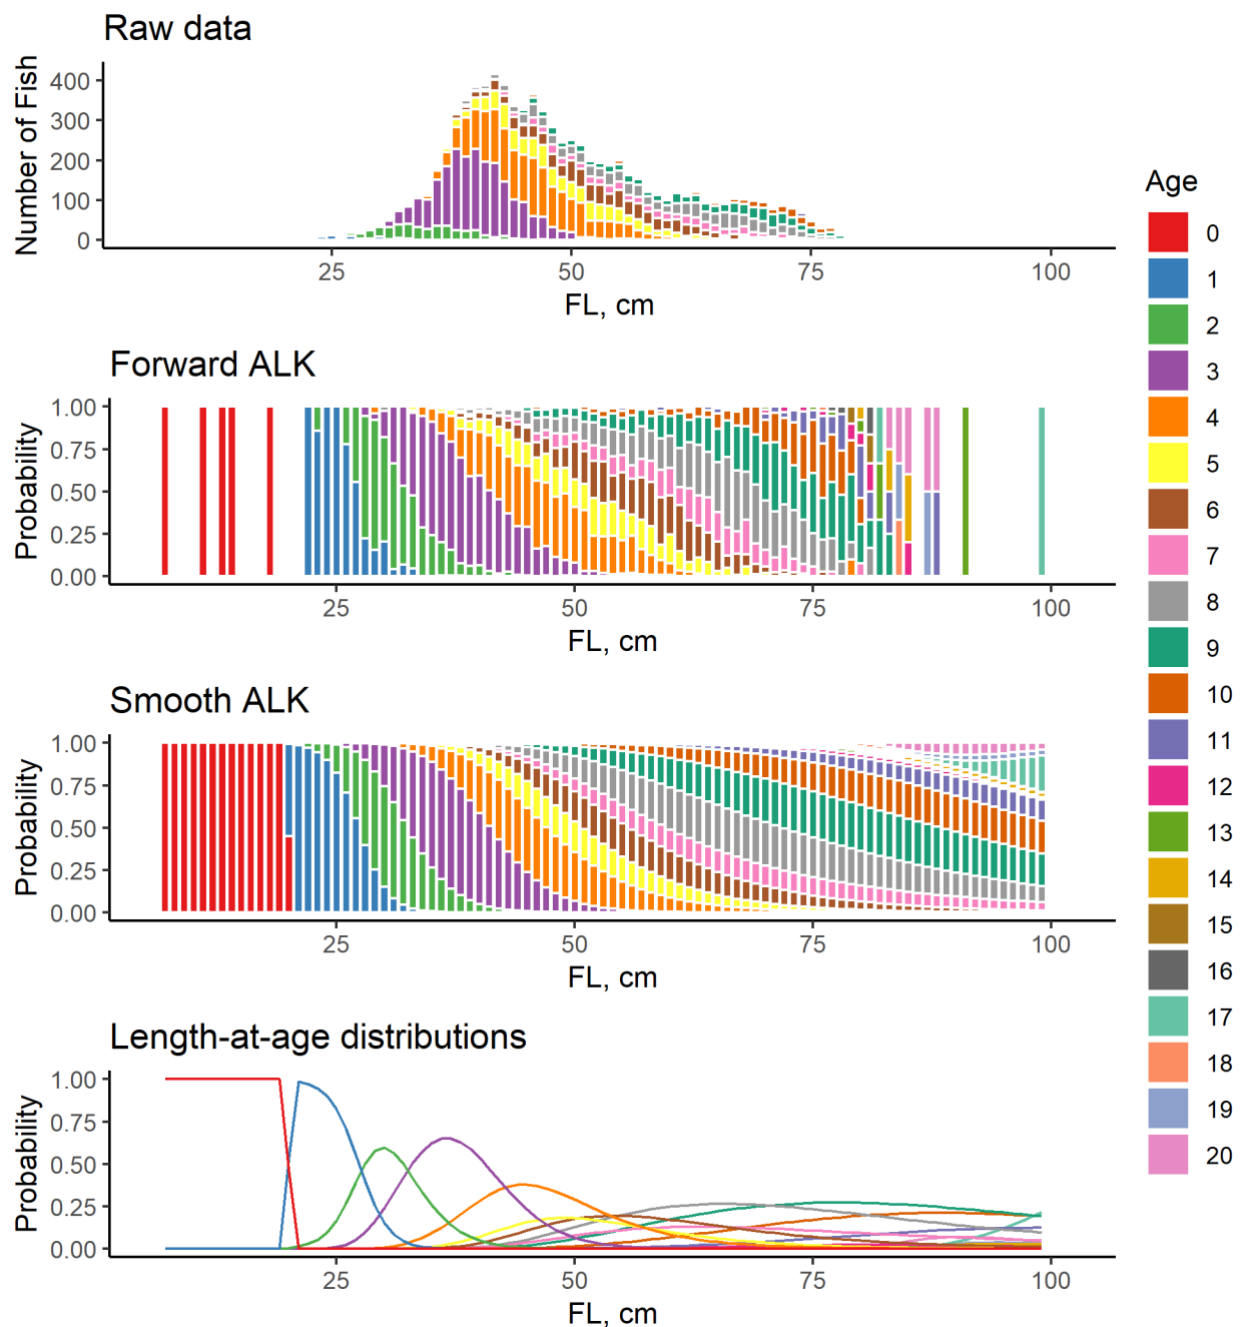 Raw data
Number of Fish
400
300
200
100
0
25 50 75 100
FL, cm
Forward ALK
Probability
1.00
0.75
0.50
0.25
0.00
25 50 75 100
FL, cm
Smooth ALK
Probability
1.00
0.75
0.50
0.25
0.00
25 50 75 100
FL, cm
Length-at-age distributions
Probability
1.00
0.75
0.50
0.25
0.00
25 50 75 100
FL, cm
Age
0
1
2
3
4
5
6
7
8
9
10
11
12
13
14
15
16
17
18
19
20